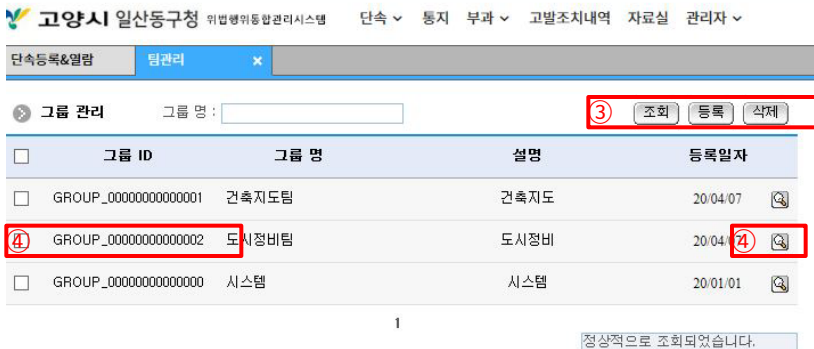 고양시 일산동구청 위법행위통합관리시스템 단속 통지 부과 고발조치내역 자료실 관리자
단속등록&열람 팀관리 ×
그룹 관리 그룹 명 : ③ 조회 등록 삭제
그룹 ID 그룹 명 설명 등록일자
GROUP_00000000000001 건축지도팀 건축지도 20/04/07
④ GROUP_00000000000002 도시정비팀 도시정비 20/04/07 ④
GROUP_00000000000000 시스템 시스템 20/01/01
1
정상적으로 조회되었습니다.